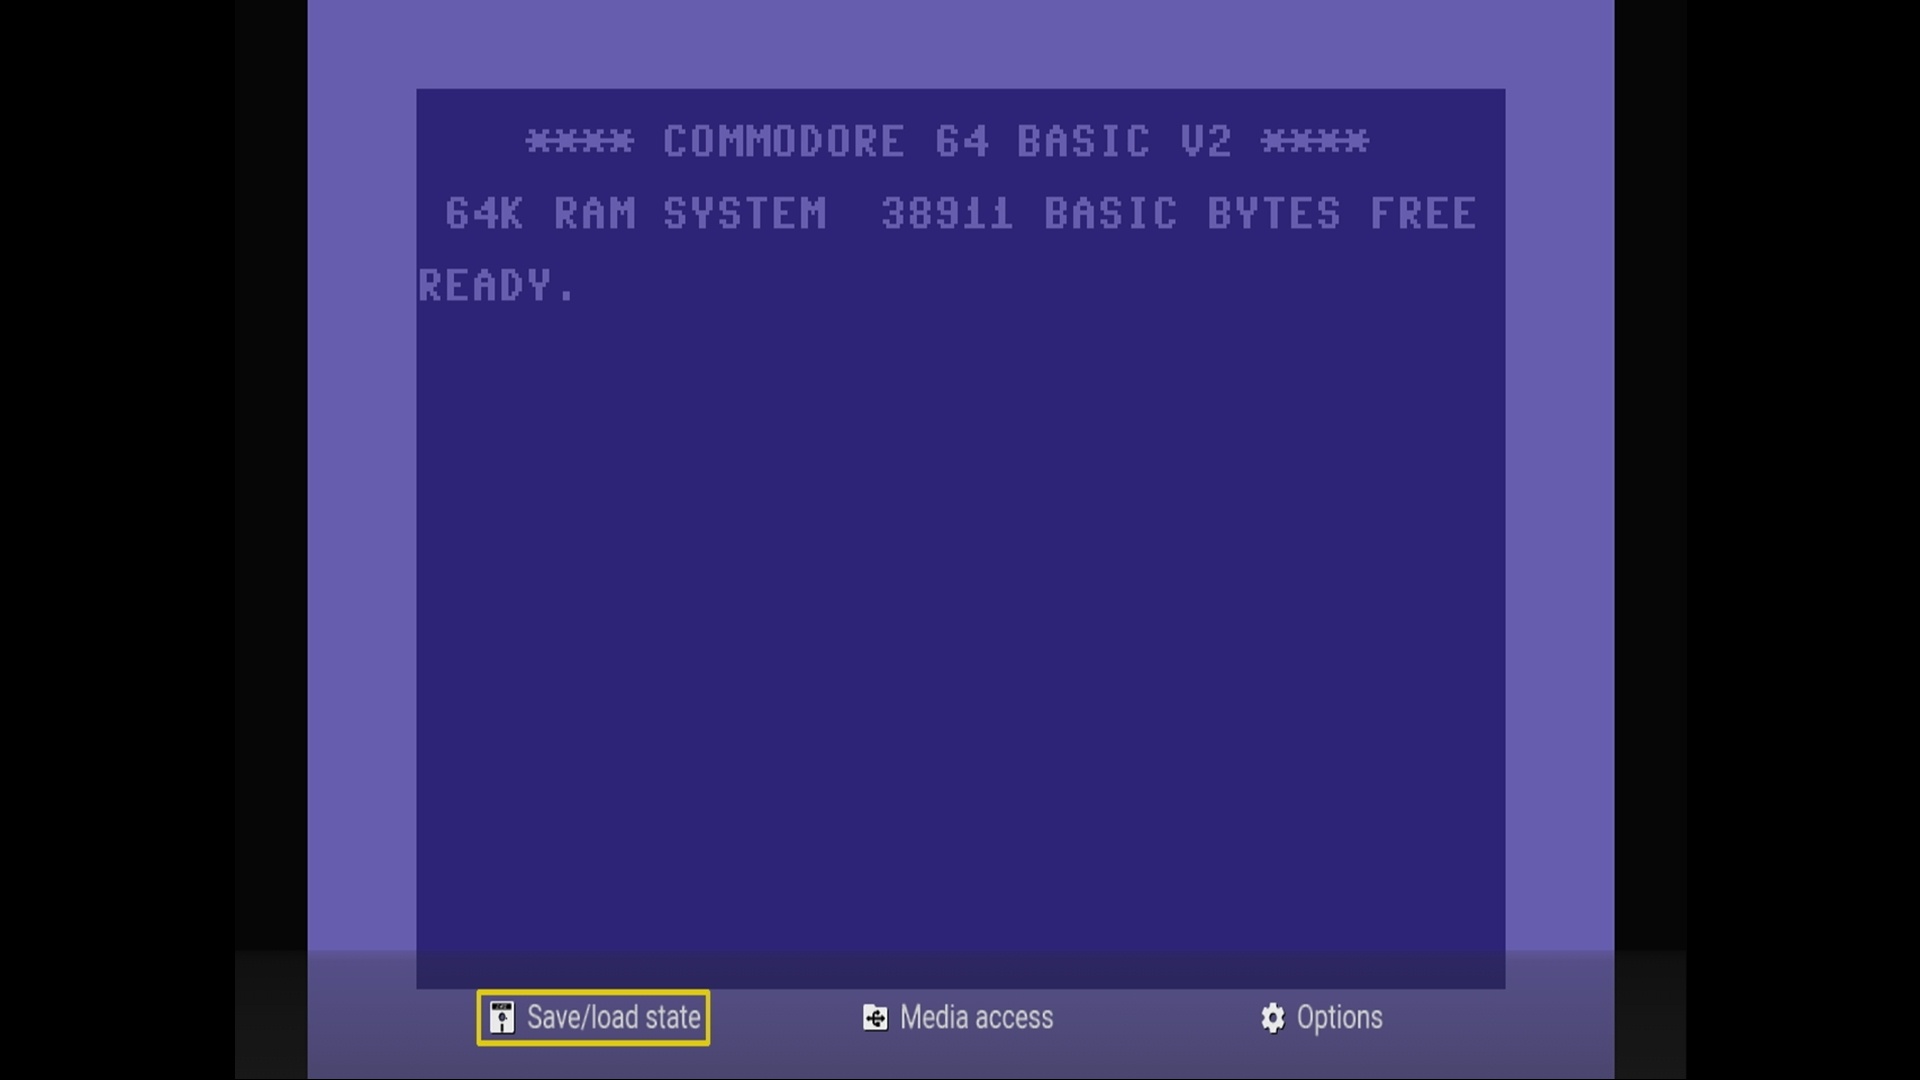 **** COMMODORE 64 BASIC V2 ****
64K RAM SYSTEM  38911 BASIC BYTES FREE
READY.
Save/load state
Media access
Options